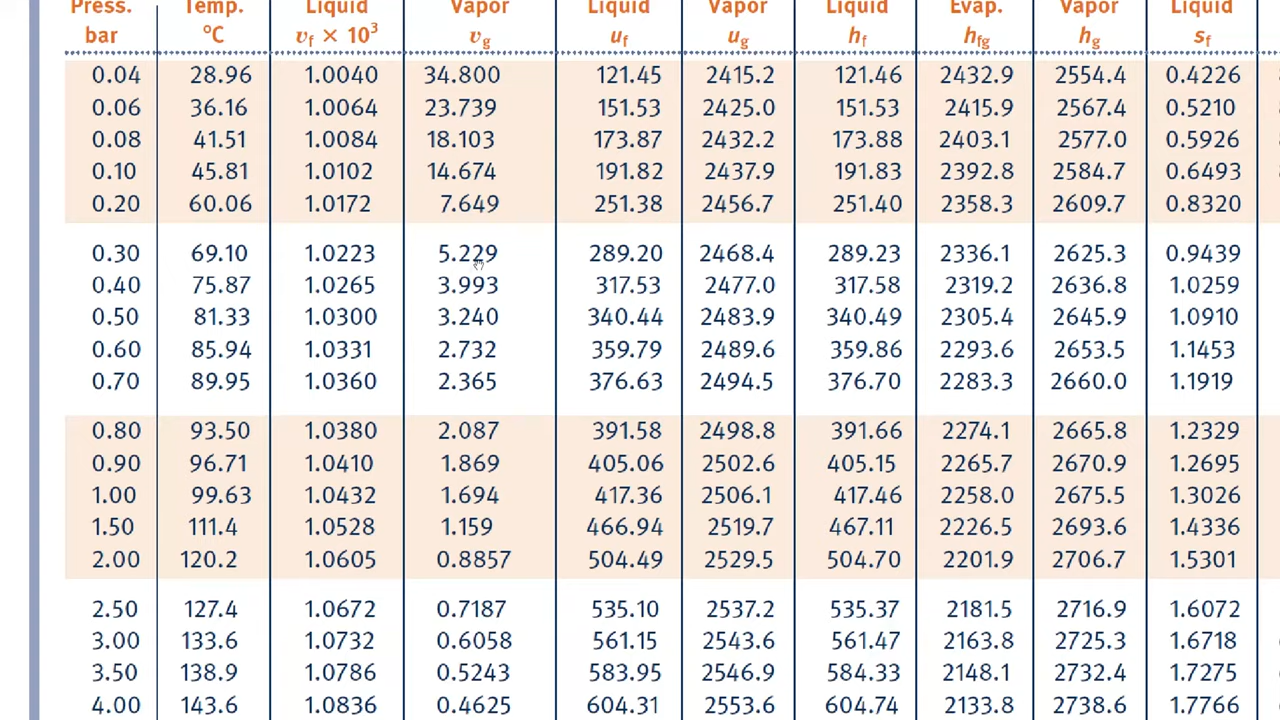 Press. Temp. Liquid Vapor Liquid Vapor Liquid Evap. Vapor Liquid
bar °C vf × 10³ vg uf ug hf hfg hg sf
0.04 28.96 1.0040 34.800 121.45 2415.2 121.46 2432.9 2554.4 0.4226
0.06 36.16 1.0064 23.739 151.53 2425.0 151.53 2415.9 2567.4 0.5210
0.08 41.51 1.0084 18.103 173.87 2432.2 173.88 2403.1 2577.0 0.5926
0.10 45.81 1.0102 14.674 191.82 2437.9 191.83 2392.8 2584.7 0.6493
0.20 60.06 1.0172 7.649 251.38 2456.7 251.40 2358.3 2609.7 0.8320
0.30 69.10 1.0223 5.229 289.20 2468.4 289.23 2336.1 2625.3 0.9439
0.40 75.87 1.0265 3.993 317.53 2477.0 317.58 2319.2 2636.8 1.0259
0.50 81.33 1.0300 3.240 340.44 2483.9 340.49 2305.4 2645.9 1.0910
0.60 85.94 1.0331 2.732 359.79 2489.6 359.86 2293.6 2653.5 1.1453
0.70 89.95 1.0360 2.365 376.63 2494.5 376.70 2283.3 2660.0 1.1919
0.80 93.50 1.0380 2.087 391.58 2498.8 391.66 2274.1 2665.8 1.2329
0.90 96.71 1.0410 1.869 405.06 2502.6 405.15 2265.7 2670.9 1.2695
1.00 99.63 1.0432 1.694 417.36 2506.1 417.46 2258.0 2675.5 1.3026
1.50 111.4 1.0528 1.159 466.94 2519.7 467.11 2226.5 2693.6 1.4336
2.00 120.2 1.0605 0.8857 504.49 2529.5 504.70 2201.9 2706.7 1.5301
2.50 127.4 1.0672 0.7187 535.10 2537.2 535.37 2181.5 2716.9 1.6072
3.00 133.6 1.0732 0.6058 561.15 2543.6 561.47 2163.8 2725.3 1.6718
3.50 138.9 1.0786 0.5243 583.95 2546.9 584.33 2148.1 2732.4 1.7275
4.00 143.6 1.0836 0.4625 604.31 2553.6 604.74 2133.8 2738.6 1.7766